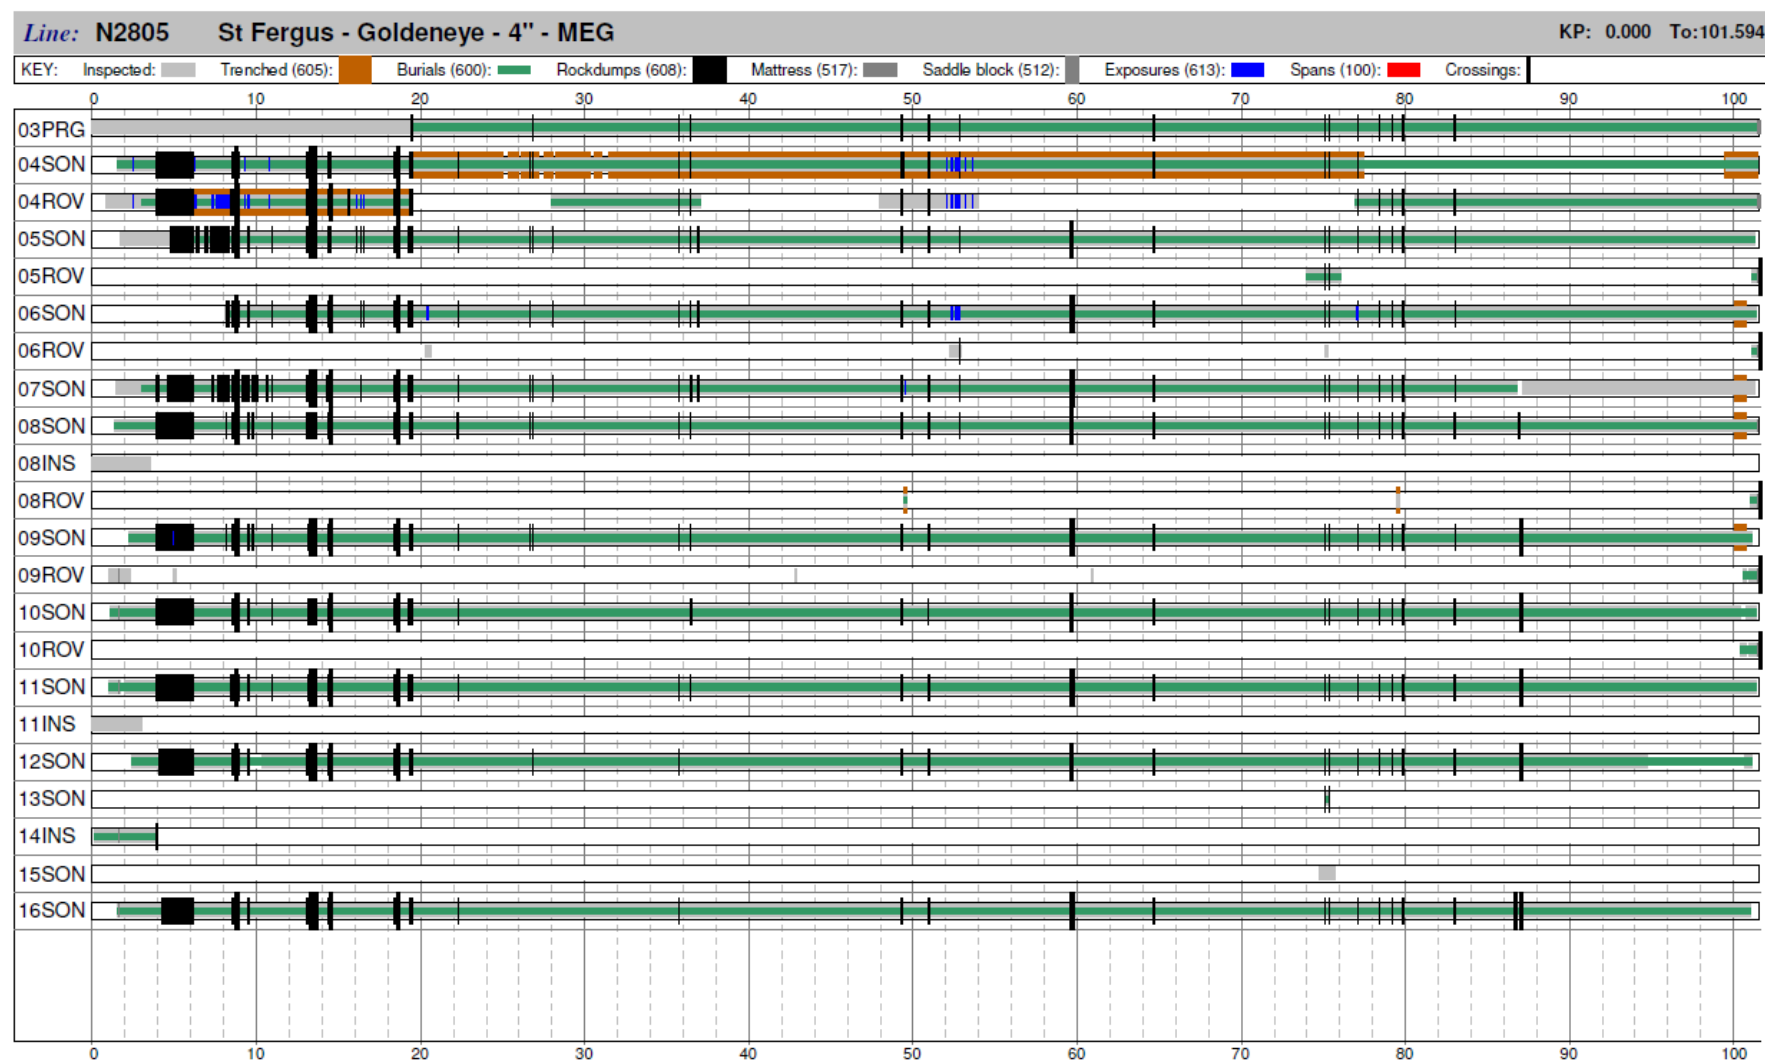 Line: N2805 St Fergus - Goldeneye - 4" - MEG KP: 0.000 To:101.594
KEY: Inspected: Trenched (605): Burials (600): Rockdumps (608): Mattress (517): Saddle block (512): Exposures (613): Spans (100): Crossings:
0 10 20 30 40 50 60 70 80 90 100
03PRG
04SON
04ROV
05SON
05ROV
06SON
06ROV
07SON
08SON
08INS
08ROV
09SON
09ROV
10SON
10ROV
11SON
11INS
12SON
13SON
14INS
15SON
16SON
0 10 20 30 40 50 60 70 80 90 100